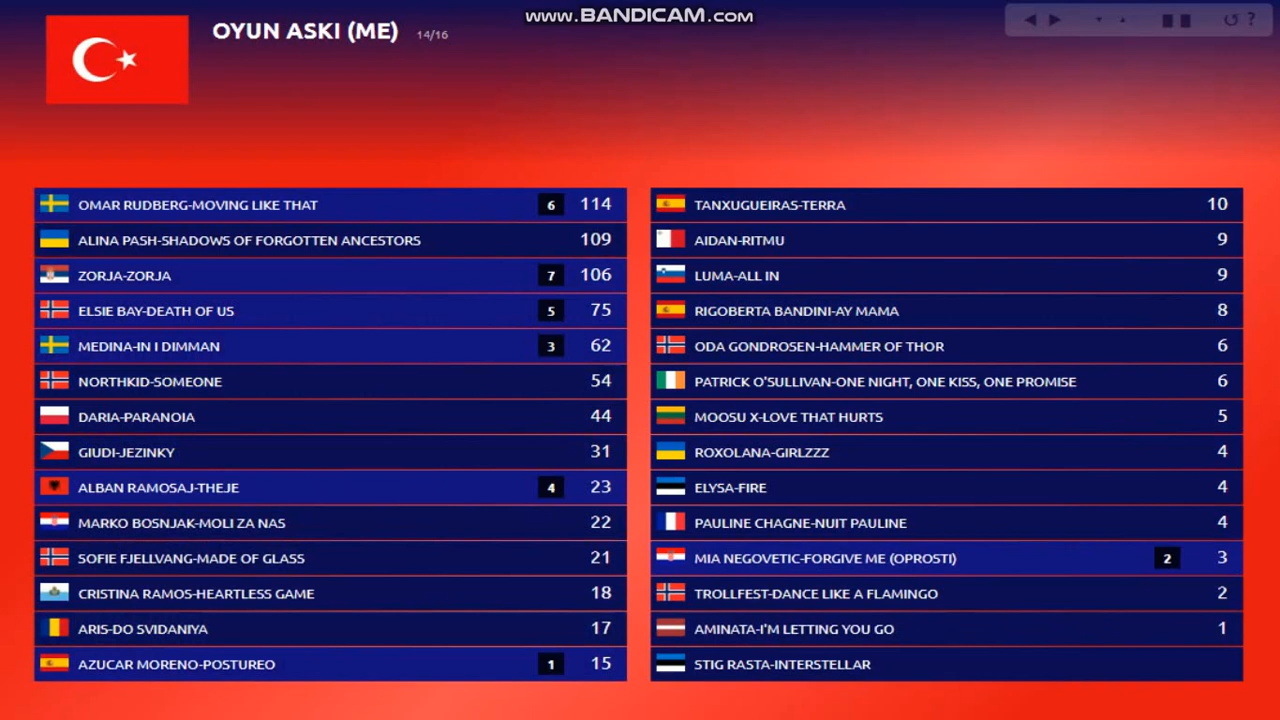 www.BANDICAM.com
OYUN ASKI (ME) 14/16
?
OMAR RUDBERG-MOVING LIKE THAT 6 114
ALINA PASH-SHADOWS OF FORGOTTEN ANCESTORS 109
ZORJA-ZORJA 7 106
ELSIE BAY-DEATH OF US 5 75
MEDINA-IN I DIMMAN 3 62
NORTHKID-SOMEONE 54
DARIA-PARANOIA 44
GIUDI-JEZINKY 31
ALBAN RAMOSAJ-THEJE 4 23
MARKO BOSNJAK-MOLI ZA NAS 22
SOFIE FJELLVANG-MADE OF GLASS 21
CRISTINA RAMOS-HEARTLESS GAME 18
ARIS-DO SVIDANIYA 17
AZUCAR MORENO-POSTUREO 1 15
TANXUGUEIRAS-TERRA 10
AIDAN-RITMU 9
LUMA-ALL IN 9
RIGOBERTA BANDINI-AY MAMA 8
ODA GONDROSEN-HAMMER OF THOR 6
PATRICK O'SULLIVAN-ONE NIGHT, ONE KISS, ONE PROMISE 6
MOOSU X-LOVE THAT HURTS 5
ROXOLANA-GIRLZZZ 4
ELYSA-FIRE 4
PAULINE CHAGNE-NUIT PAULINE 4
MIA NEGOVETIC-FORGIVE ME (OPROSTI) 2 3
TROLLFEST-DANCE LIKE A FLAMINGO 2
AMINATA-I'M LETTING YOU GO 1
STIG RASTA-INTERSTELLAR